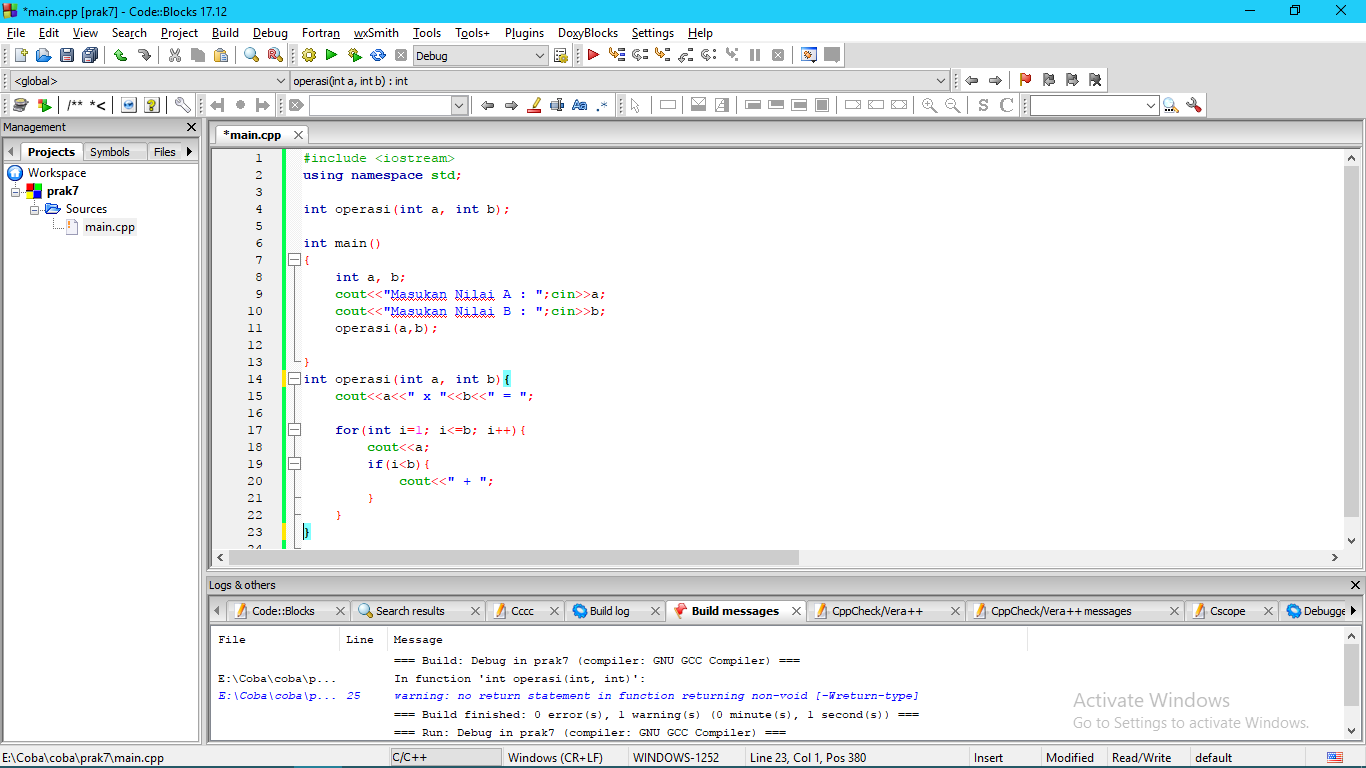 *main.cpp [prak7] - Code::Blocks 17.12
File Edit View Search Project Build Debug Fortran wxSmith Tools Tools+ Plugins DoxyBlocks Settings Help
Debug
<global> operasi(int a, int b) : int
/** *<
Aa .*
S C
Management
Projects Symbols Files
Workspace
prak7
Sources
main.cpp
*main.cpp
1 #include <iostream>
2 using namespace std;
3
4 int operasi(int a, int b);
5
6 int main()
7 {
8 int a, b;
9 cout<<"Masukan Nilai A : ";cin>>a;
10 cout<<"Masukan Nilai B : ";cin>>b;
11 operasi(a,b);
12
13 }
14 int operasi(int a, int b){
15 cout<<a<<" x "<<b<<" = ";
16
17 for(int i=1; i<=b; i++){
18 cout<<a;
19 if(i<b){
20 cout<<" + ";
21 }
22 }
23 }
24
Logs & others
Code::Blocks Search results Cccc Build log Build messages CppCheck/Vera++ CppCheck/Vera++ messages Cscope Debugge
File Line Message
=== Build: Debug in prak7 (compiler: GNU GCC Compiler) ===
E:\Coba\coba\p... In function 'int operasi(int, int)':
E:\Coba\coba\p... 25 warning: no return statement in function returning non-void [-Wreturn-type]
=== Build finished: 0 error(s), 1 warning(s) (0 minute(s), 1 second(s)) ===
=== Run: Debug in prak7 (compiler: GNU GCC Compiler) ===
Activate Windows
Go to Settings to activate Windows.
E:\Coba\coba\prak7\main.cpp C/C++ Windows (CR+LF) WINDOWS-1252 Line 23, Col 1, Pos 380 Insert Modified Read/Write default